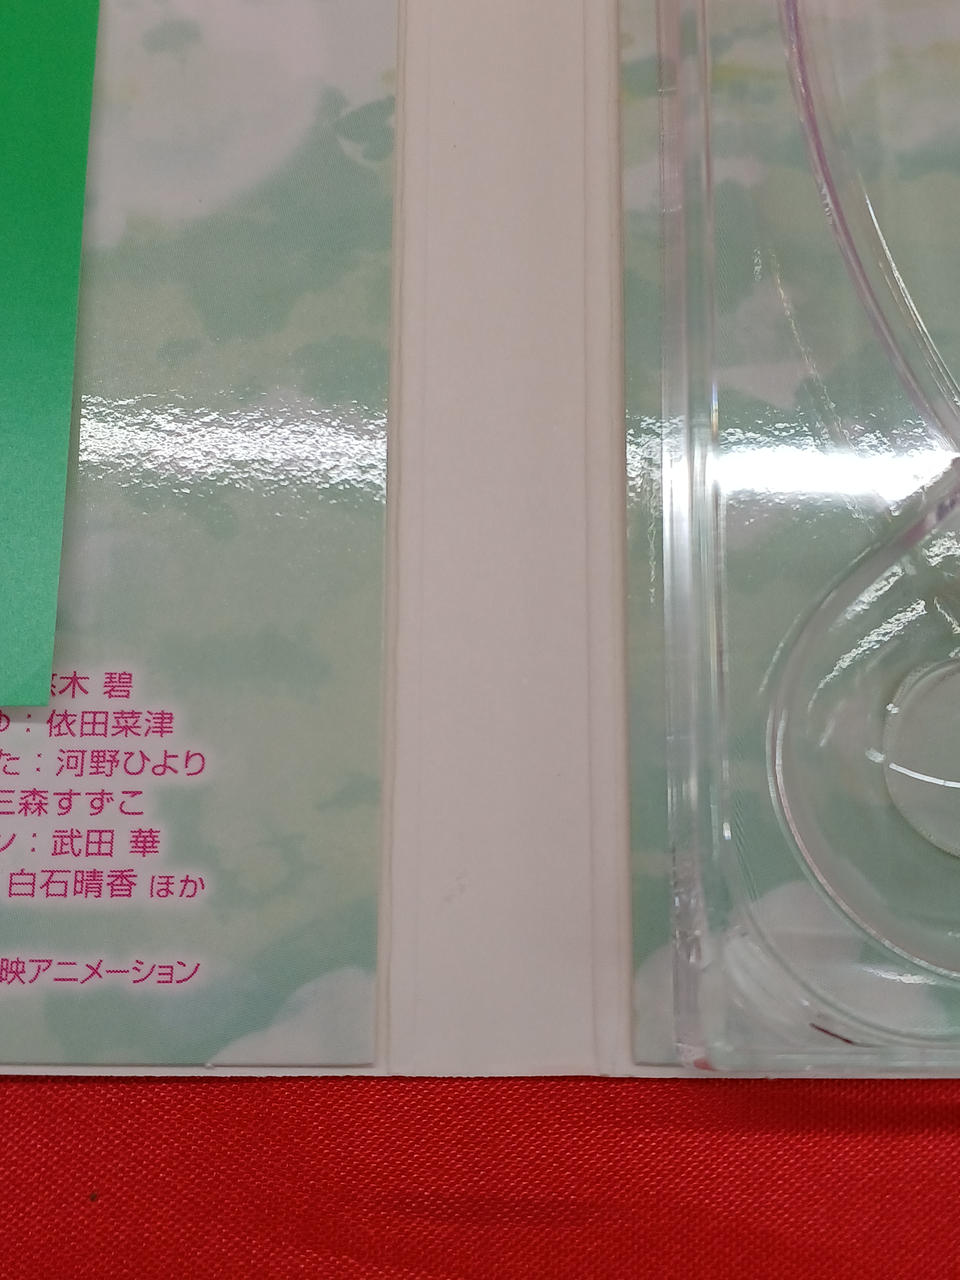 木 碧
：依田菜津
た：河野ひより
三森すずこ
ン：武田 華
白石晴香 ほか
映アニメーション